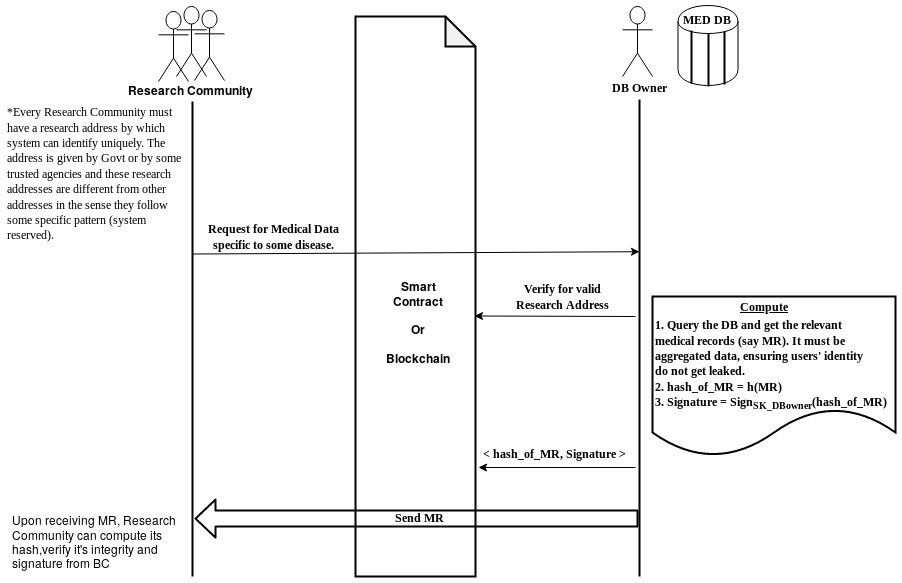 MED DB
Research Community
DB Owner
*Every Research Community must
have a research address by which
system can identify uniquely. The
address is given by Govt or by some
trusted agencies and these research
addresses are different from other
addresses in the sense they follow
some specific pattern (system
reserved).
Request for Medical Data
specific to some disease.
Smart
Contract
Or
Blockchain
Verify for valid
Research Address
Compute
1. Query the DB and get the relevant
medical records (say MR). It must be
aggregated data, ensuring users' identity
do not get leaked.
2. hash_of_MR = h(MR)
3. Signature = Sign_SK_DBowner(hash_of_MR)
< hash_of_MR, Signature >
Send MR
Upon receiving MR, Research
Community can compute its
hash,verify it's integrity and
signature from BC